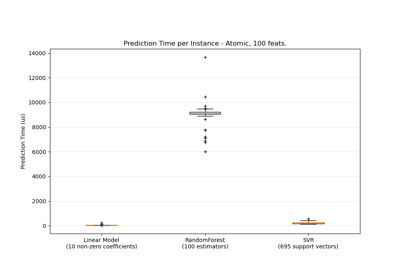 Prediction Time per Instance - Atomic, 100 feats.
14000
12000
10000
8000
6000
4000
2000
0
Prediction Time (us)
Linear Model
(10 non-zero coefficients)
RandomForest
(100 estimators)
SVR
(695 support vectors)